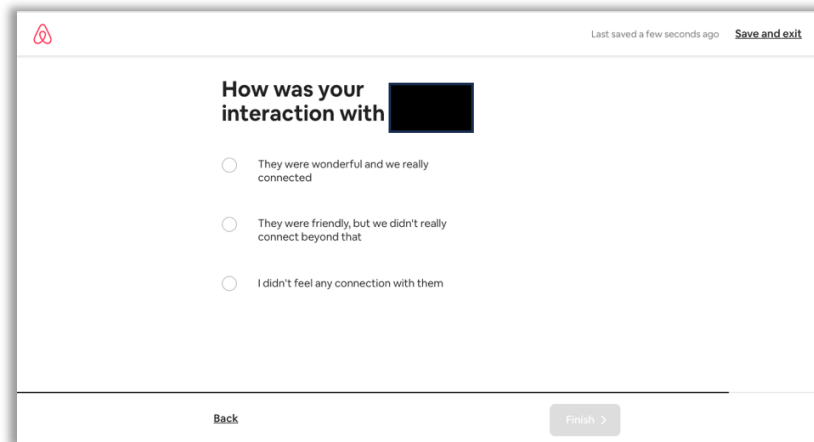 Last saved a few seconds ago Save and exit
How was your
interaction with
They were wonderful and we really
connected
They were friendly, but we didn't really
connect beyond that
I didn't feel any connection with them
Back Finish